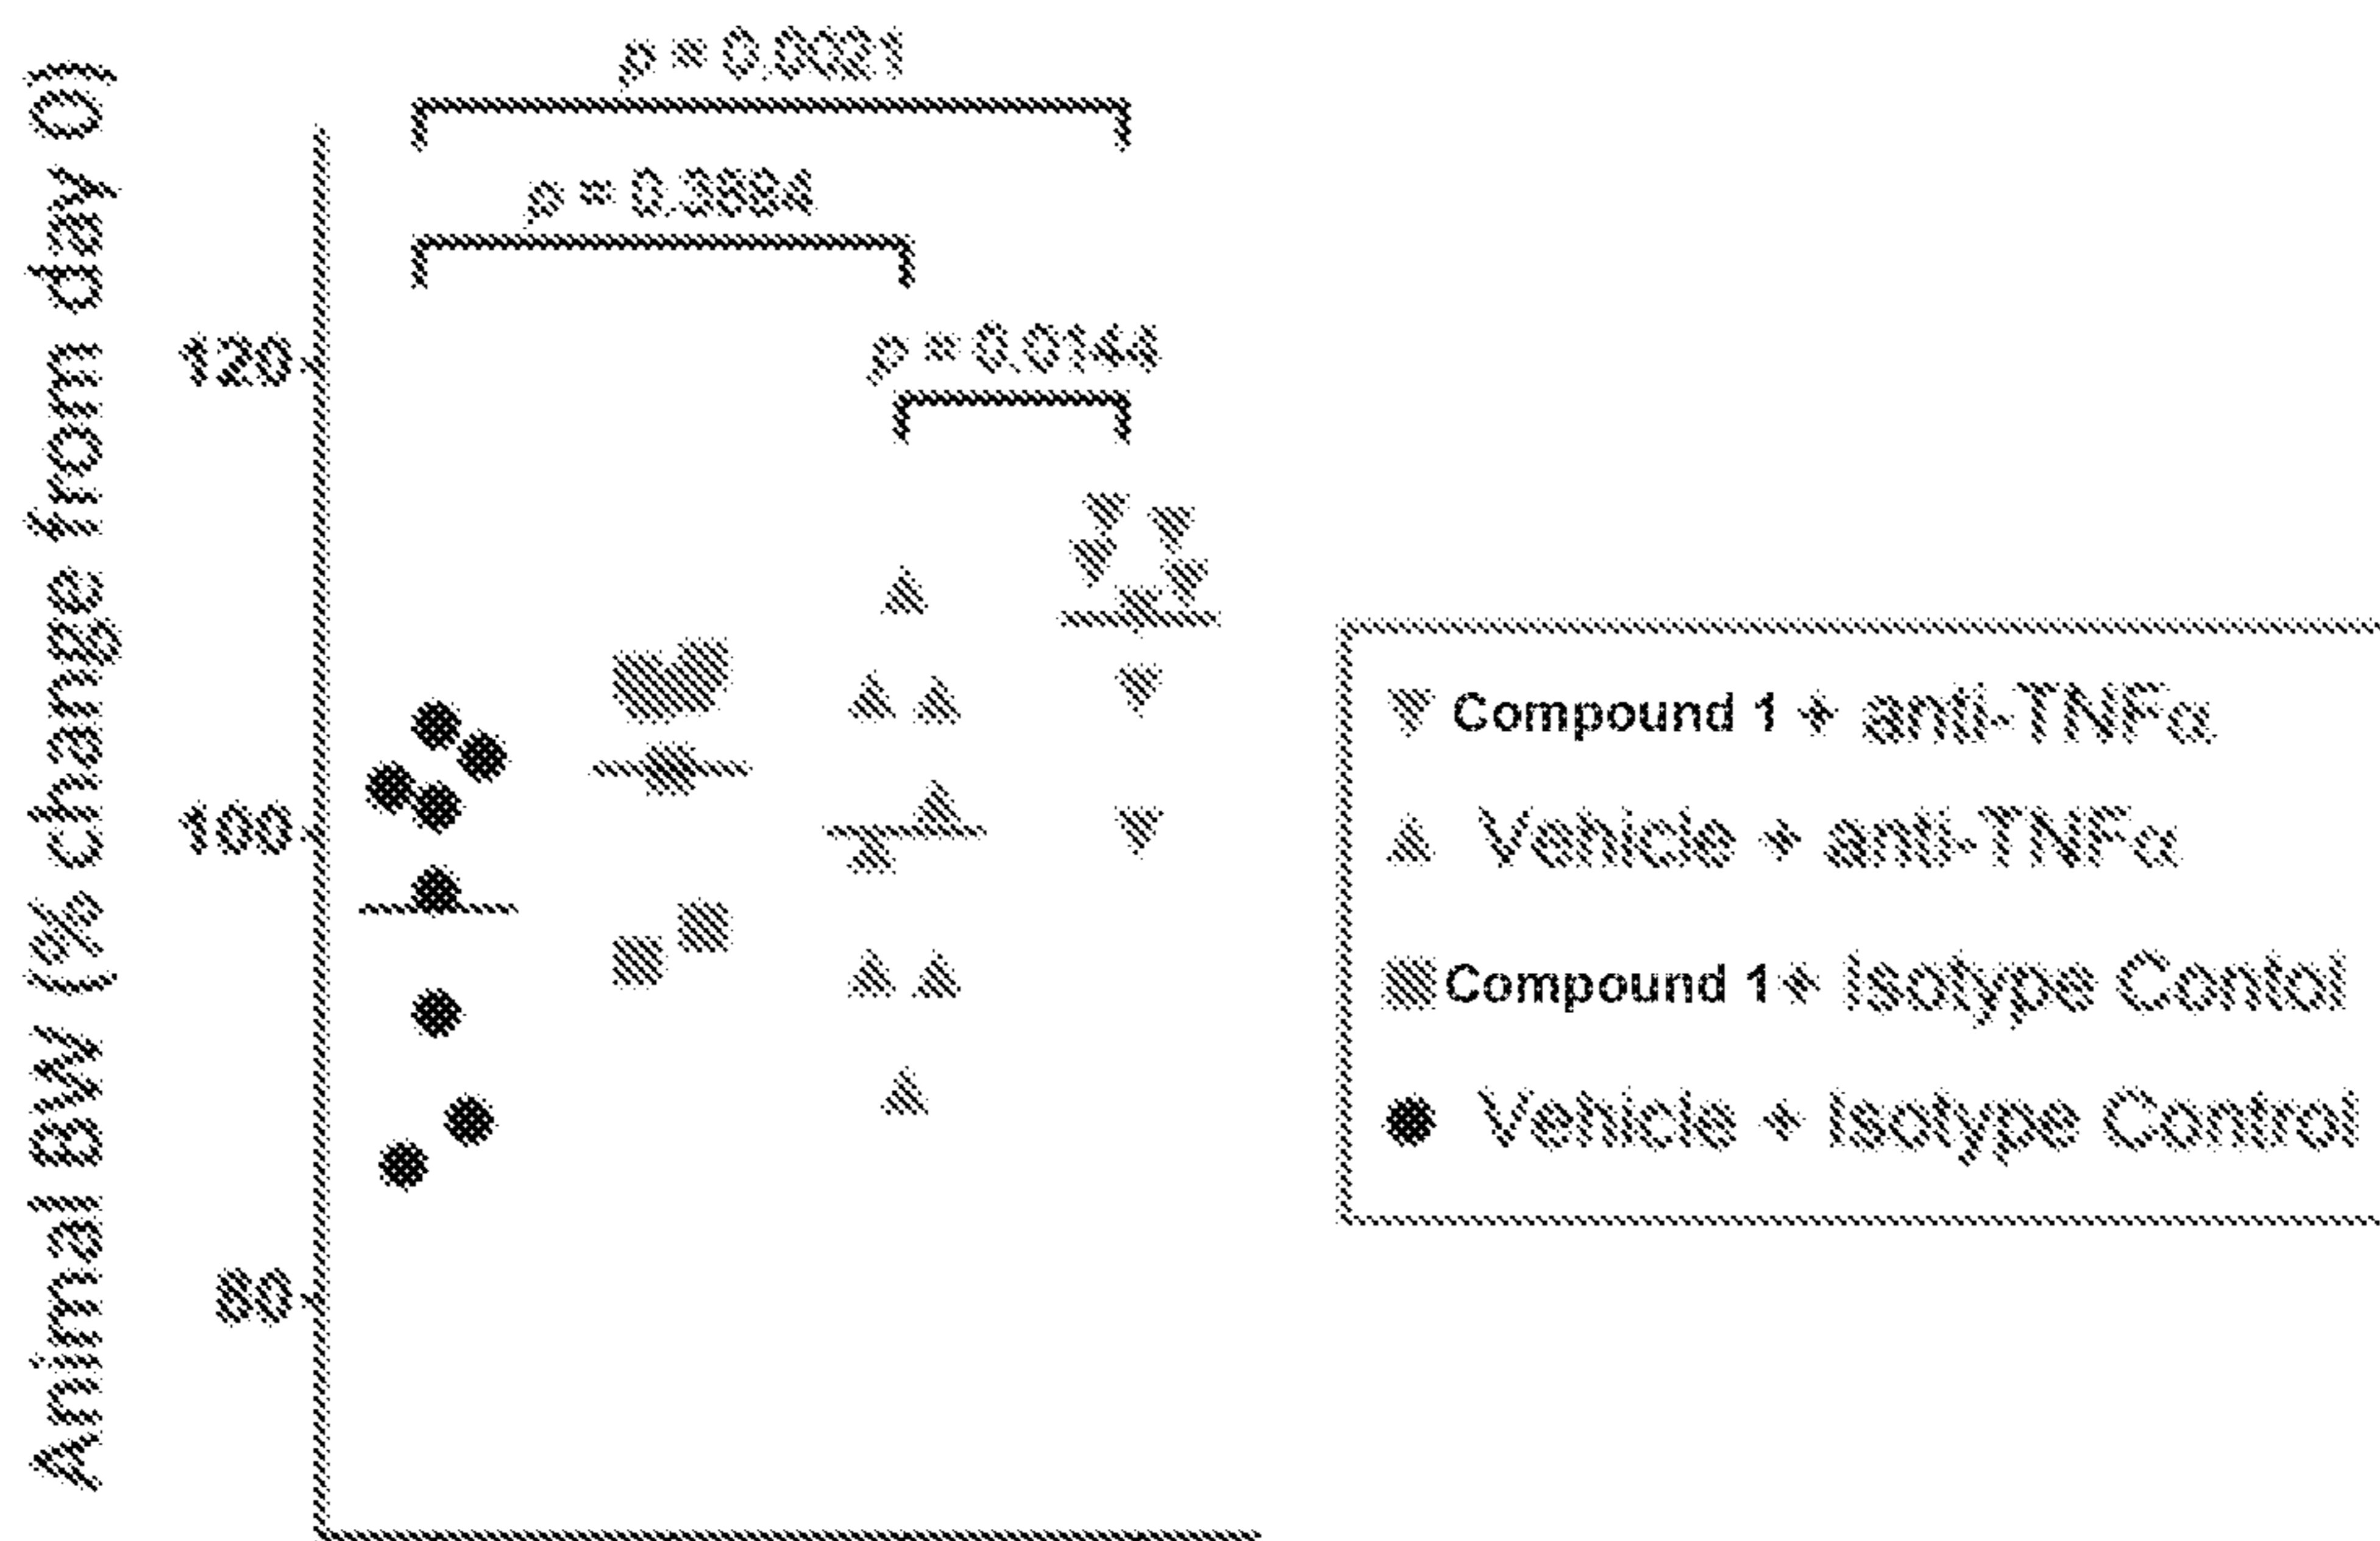 Animal BW (% change from day 0)
p = 0.0021
p = 0.3894
p = 0.0144
120
100
80
Compound 1 + anti-TNFα
Vehicle + anti-TNFα
Compound 1 + Isotype Contol
Vehicle + Isotype Control